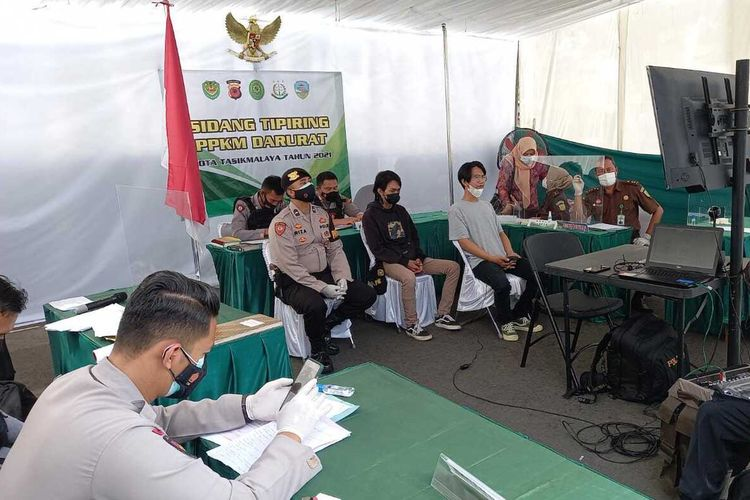 SIDANG TIPIRING
PPKM DARURAT
KOTA TASIKMALAYA TAHUN 2021